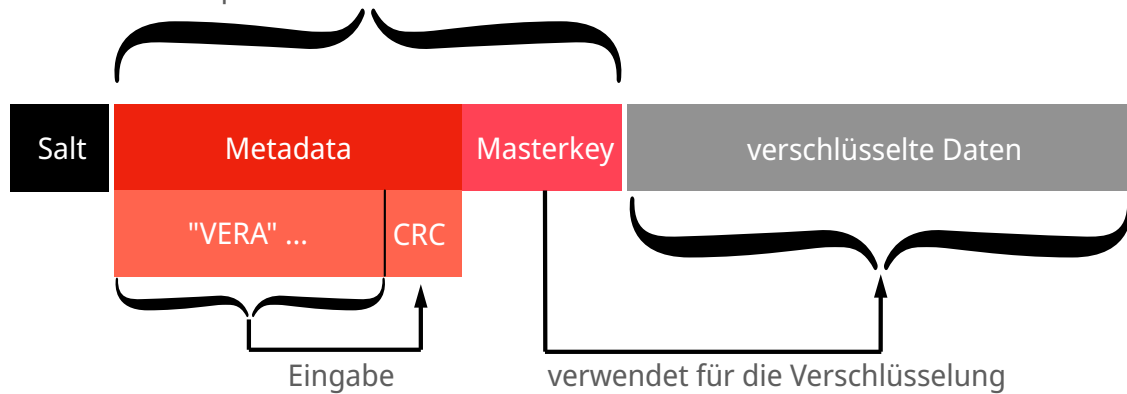 Salt
Metadata
Masterkey
verschlüsselte Daten
"VERA" ...
CRC
Eingabe
verwendet für die Verschlüsselung